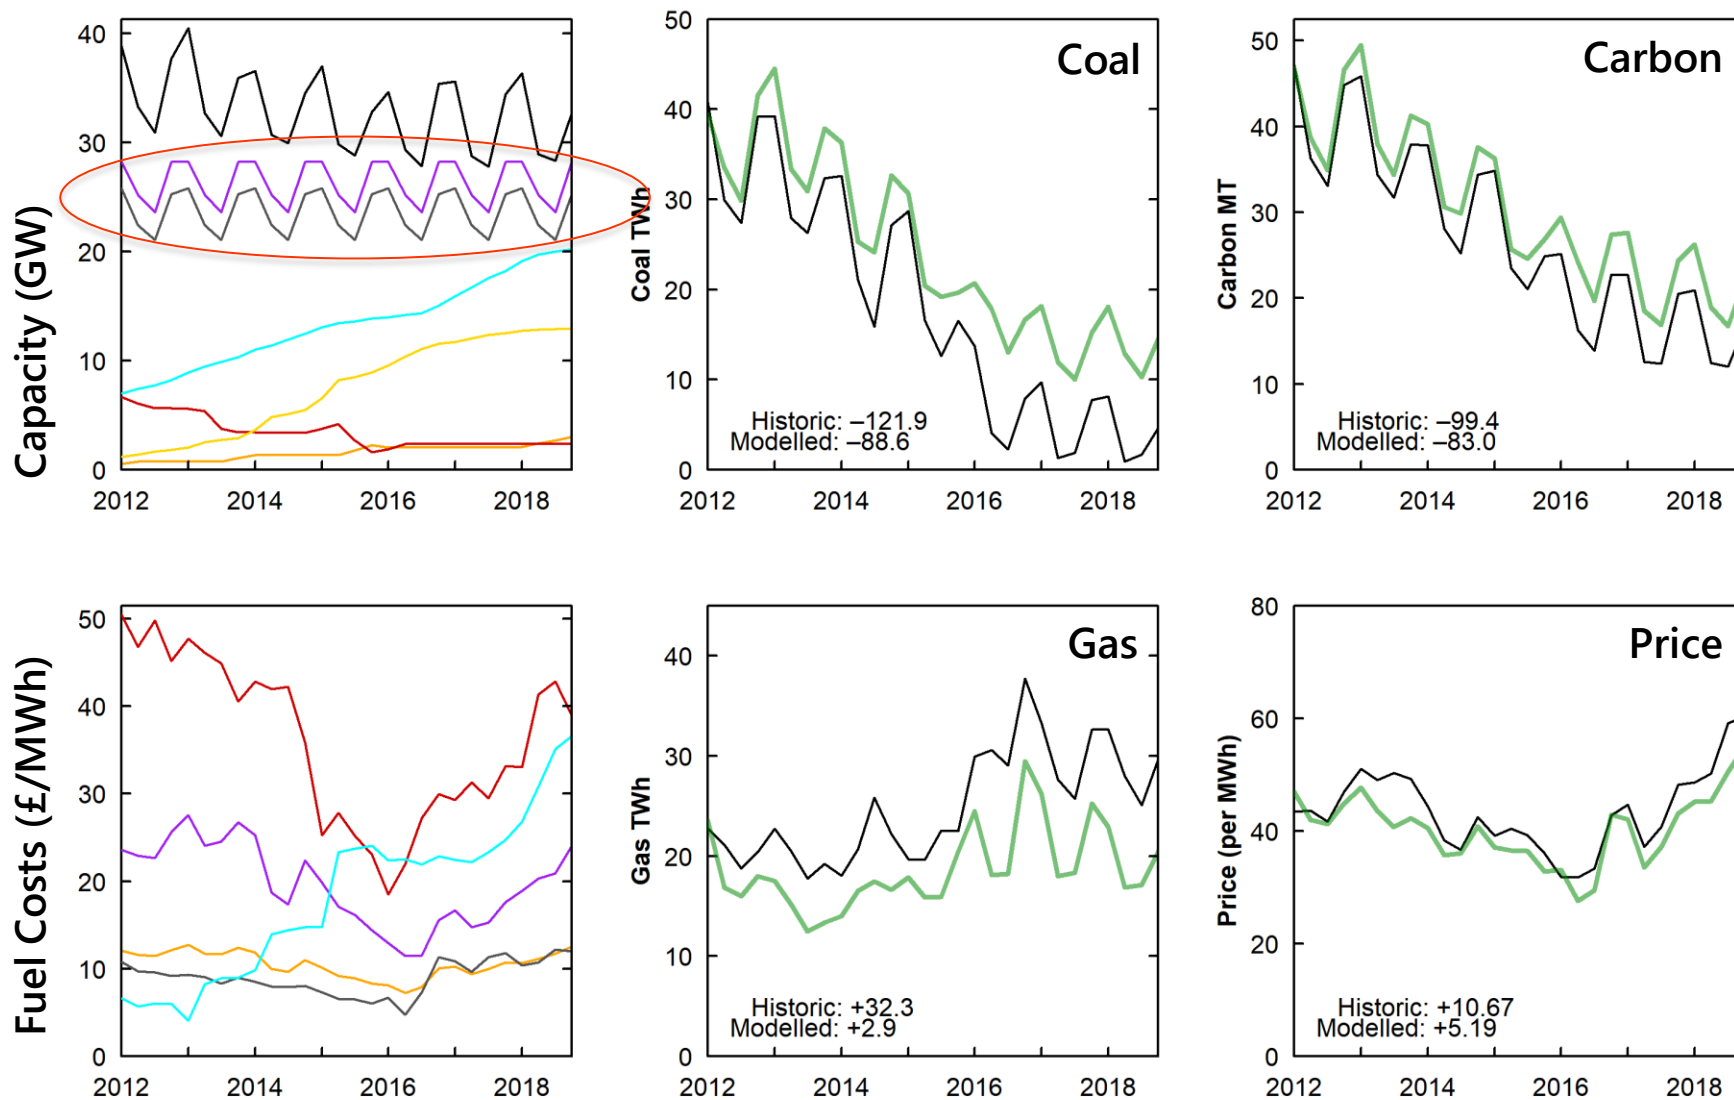 Capacity (GW)
40
30
20
10
0
2012 2014 2016 2018
Coal
Coal TWh
50
40
30
20
10
0
Historic: –121.9
Modelled: –88.6
2012 2014 2016 2018
Carbon
Carbon MT
50
40
30
20
10
0
Historic: –99.4
Modelled: –83.0
2012 2014 2016 2018
Fuel Costs (£/MWh)
50
40
30
20
10
0
2012 2014 2016 2018
Gas
Gas TWh
40
30
20
10
0
Historic: +32.3
Modelled: +2.9
2012 2014 2016 2018
Price
Price (per MWh)
80
60
40
20
0
Historic: +10.67
Modelled: +5.19
2012 2014 2016 2018